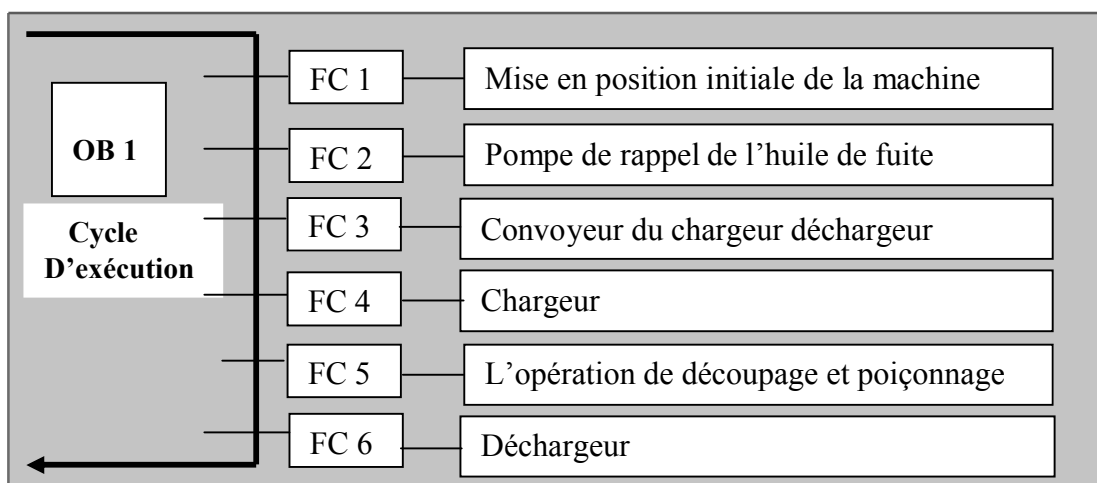 FC 1
Mise en position initiale de la machine
OB 1
FC 2
Pompe de rappel de l’huile de fuite
Cycle
D’exécution
FC 3
Convoyeur du chargeur déchargeur
FC 4
Chargeur
FC 5
L’opération de découpage et poiçonnage
FC 6
Déchargeur